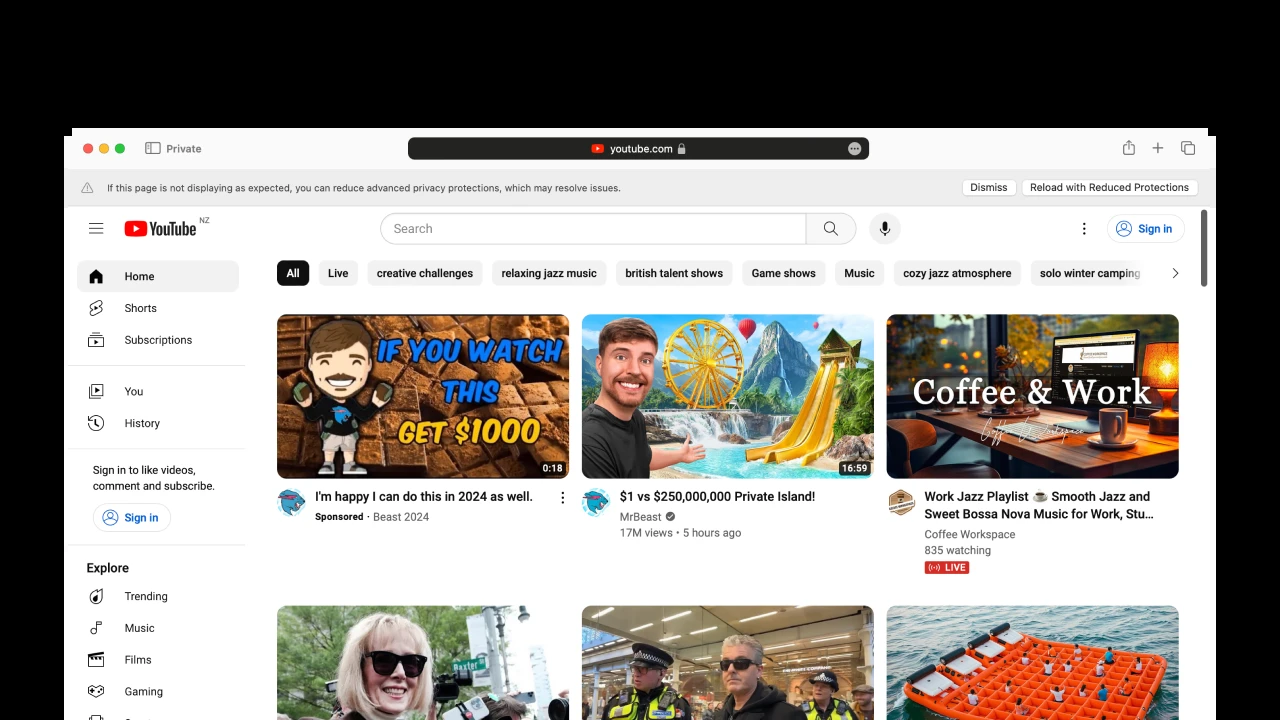 Private
youtube.com
If this page is not displaying as expected, you can reduce advanced privacy protections, which may resolve issues.
Dismiss
Reload with Reduced Protections
YouTube NZ
Search
Sign in
All
Live
creative challenges
relaxing jazz music
british talent shows
Game shows
Music
cozy jazz atmosphere
solo winter camping
Home
Shorts
Subscriptions
You
History
Sign in to like videos,
comment and subscribe.
Sign in
Explore
Trending
Music
Films
Gaming
IF YOU WATCH
THIS
GET $1000
0:18
I'm happy I can do this in 2024 as well.
Sponsored · Beast 2024
16:59
$1 vs $250,000,000 Private Island!
MrBeast
17M views • 5 hours ago
Coffee & Work
Work Jazz Playlist ☕ Smooth Jazz and
Sweet Bossa Nova Music for Work, Stu…
Coffee Workspace
835 watching
LIVE
Baxter